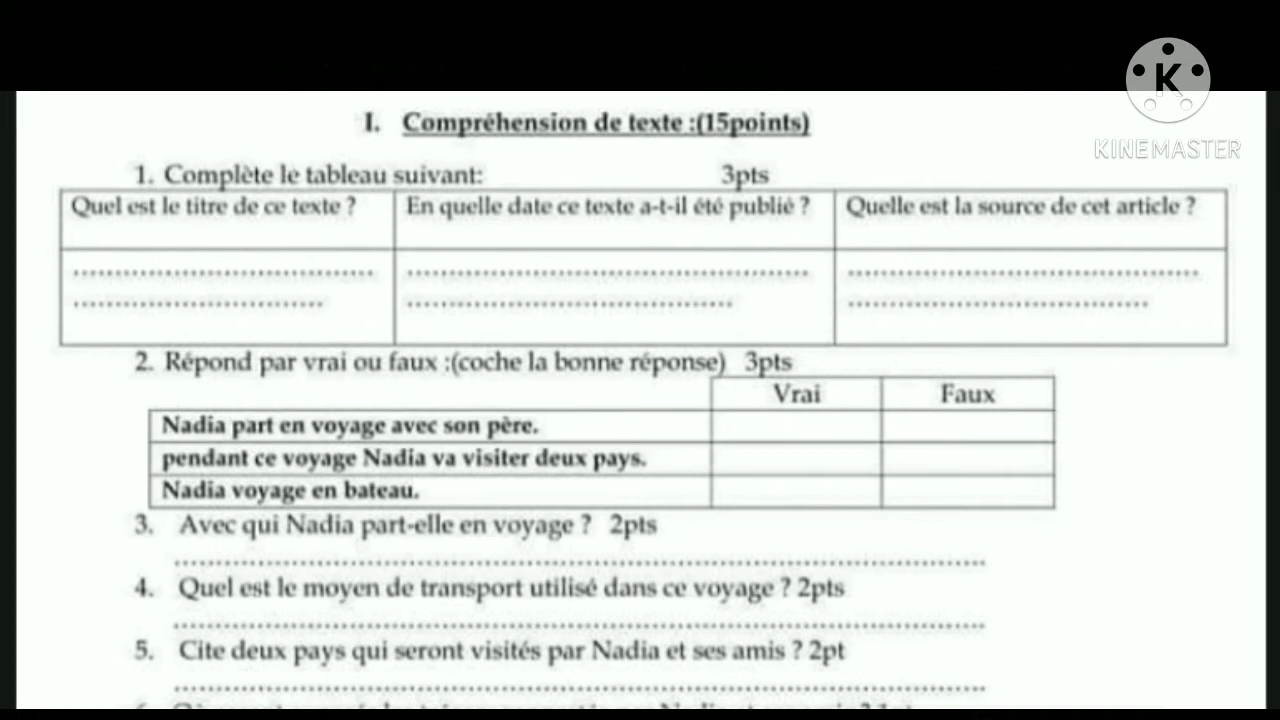 K
KINEMASTER
I. Compréhension de texte :(15points)
1. Complète le tableau suivant: 3pts
Quel est le titre de ce texte ? En quelle date ce texte a-t-il été publié ? Quelle est la source de cet article ?
2. Répond par vrai ou faux :(coche la bonne réponse) 3pts
Vrai Faux
Nadia part en voyage avec son père.
pendant ce voyage Nadia va visiter deux pays.
Nadia voyage en bateau.
3. Avec qui Nadia part-elle en voyage ? 2pts
4. Quel est le moyen de transport utilisé dans ce voyage ? 2pts
5. Cite deux pays qui seront visités par Nadia et ses amis ? 2pt